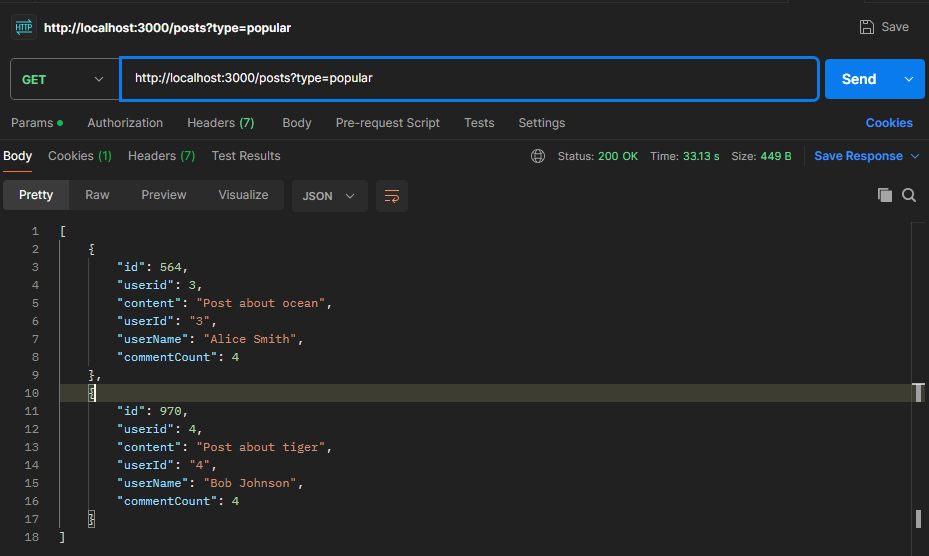 HTTP http://localhost:3000/posts?type=popular Save
GET http://localhost:3000/posts?type=popular Send
Params Authorization Headers (7) Body Pre-request Script Tests Settings Cookies
Body Cookies (1) Headers (7) Test Results Status: 200 OK Time: 33.13 s Size: 449 B Save Response
Pretty Raw Preview Visualize JSON
1 [
2 {
3 "id": 564,
4 "userid": 3,
5 "content": "Post about ocean",
6 "userId": "3",
7 "userName": "Alice Smith",
8 "commentCount": 4
9 },
10 {
11 "id": 970,
12 "userid": 4,
13 "content": "Post about tiger",
14 "userId": "4",
15 "userName": "Bob Johnson",
16 "commentCount": 4
17 }
18 ]